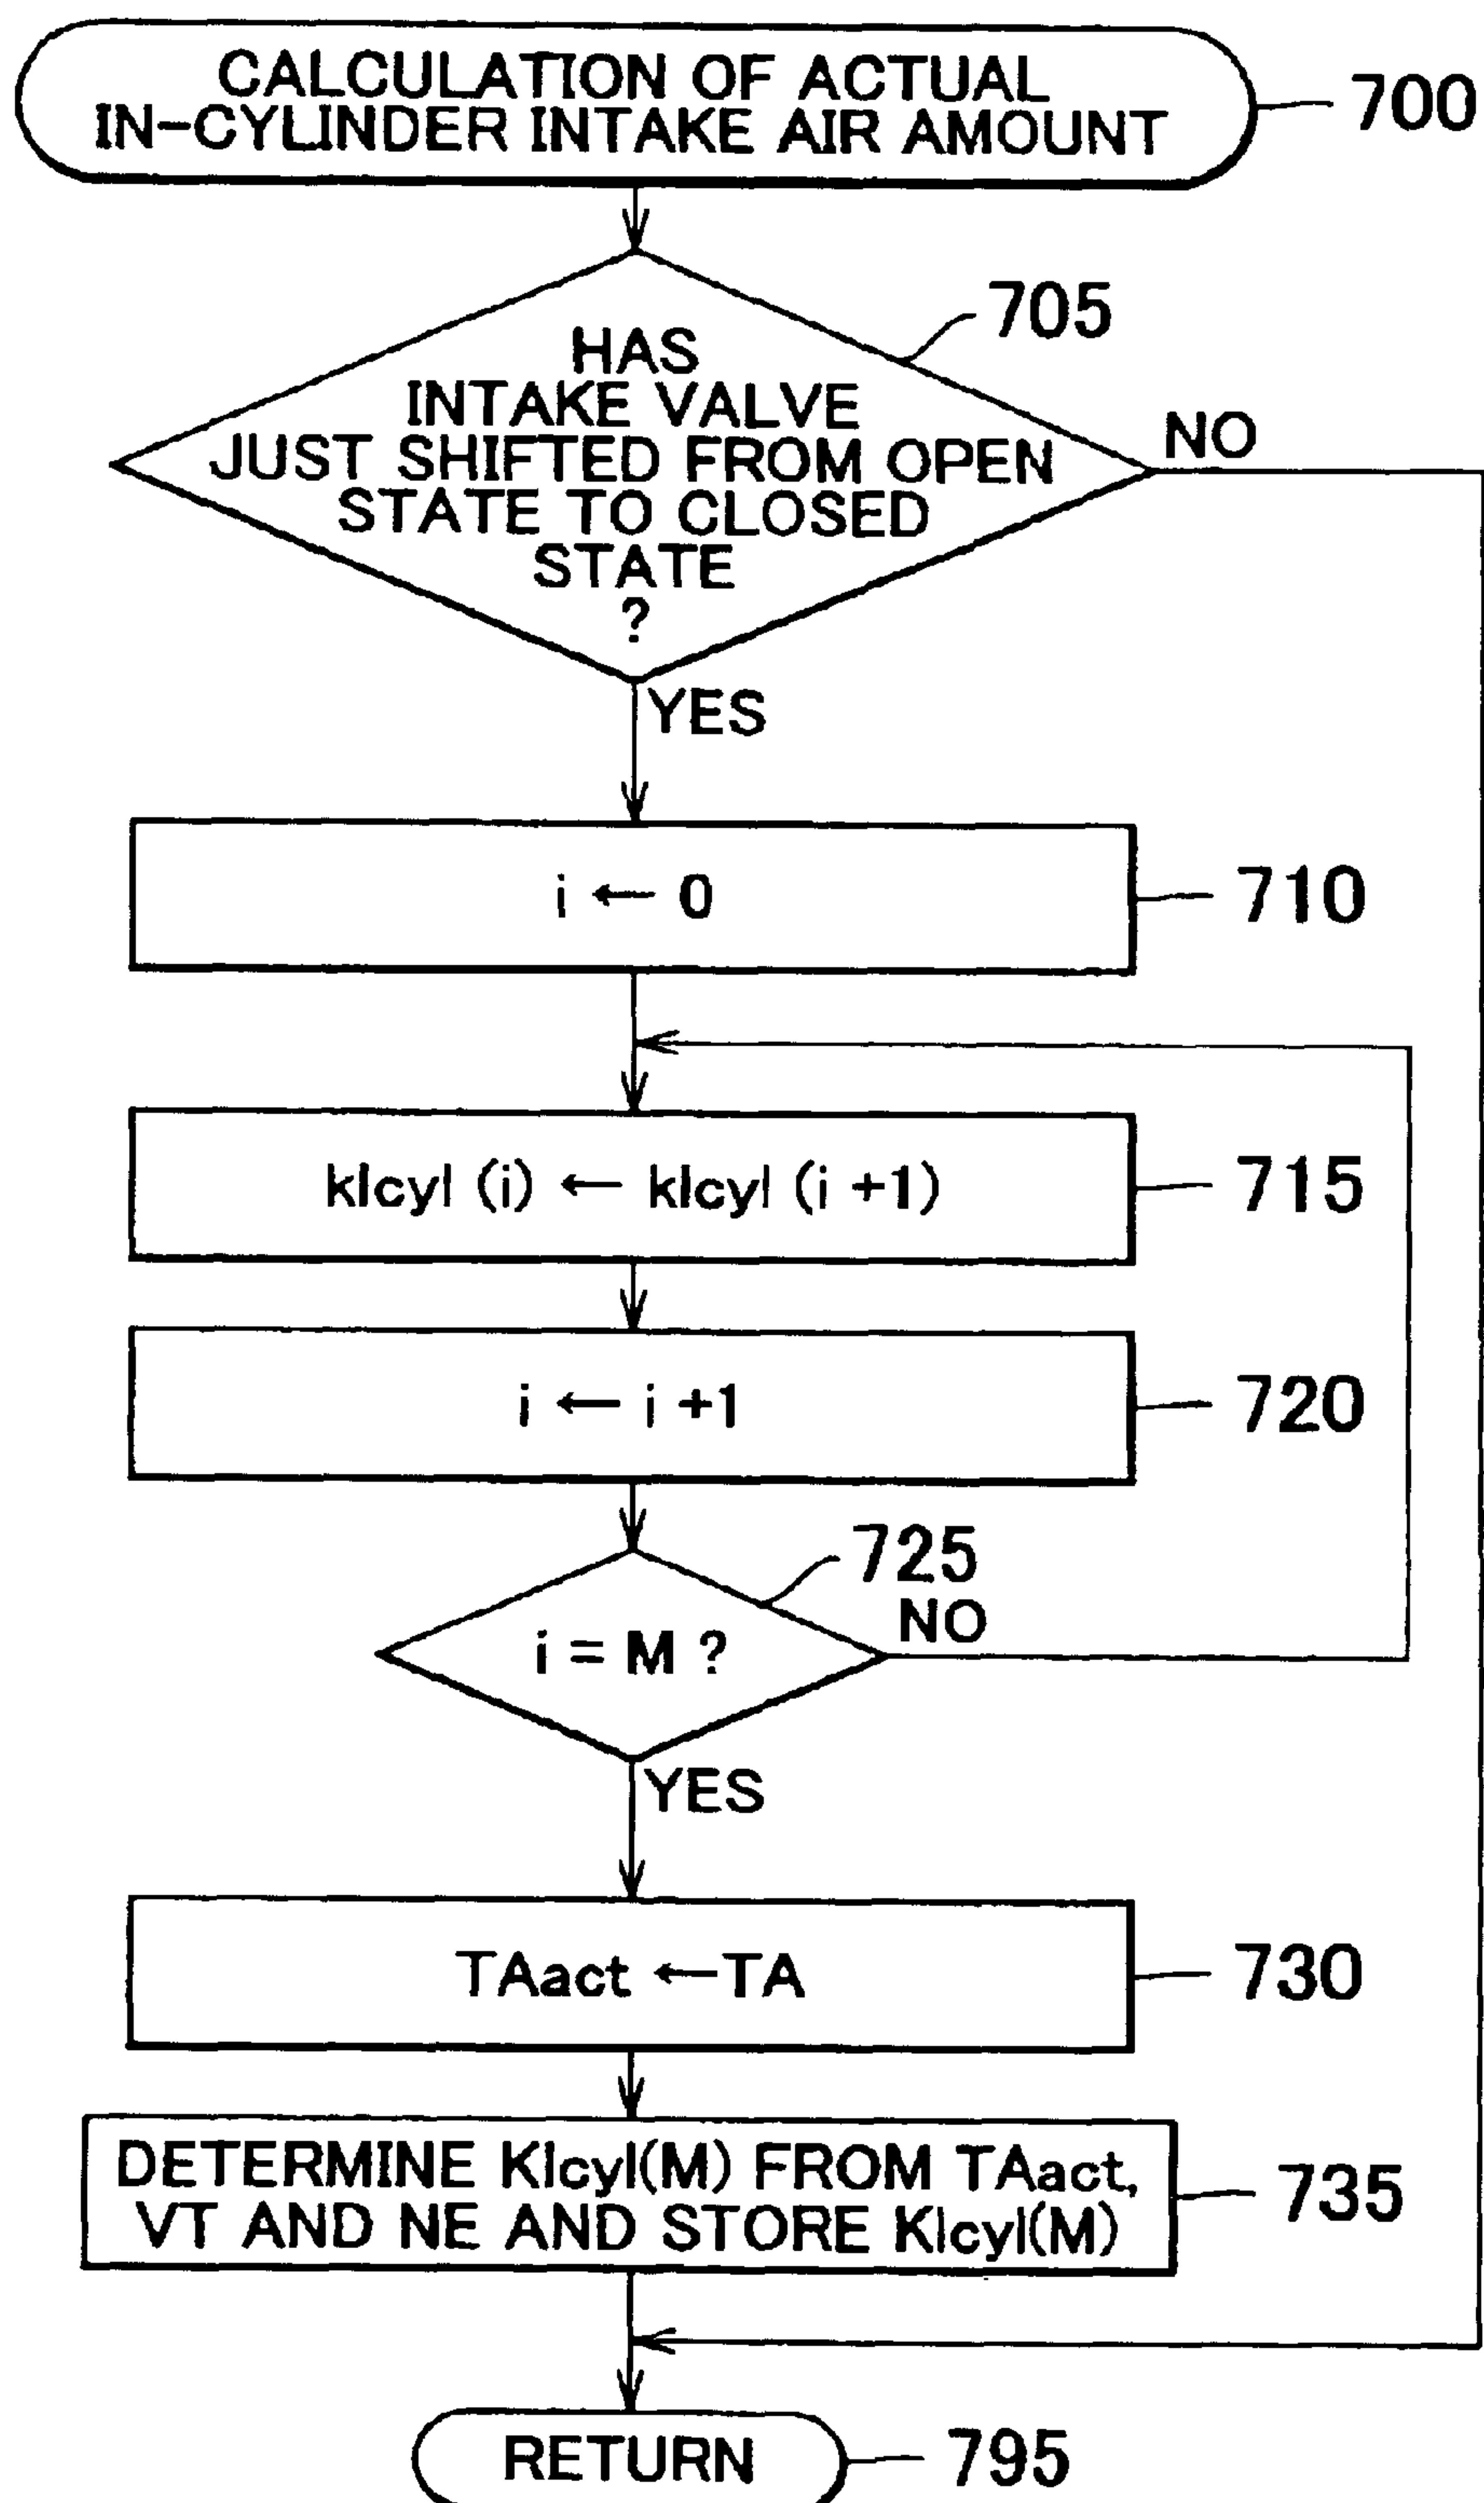 CALCULATION OF ACTUAL
IN-CYLINDER INTAKE AIR AMOUNT
700
705
HAS
INTAKE VALVE
JUST SHIFTED FROM OPEN
STATE TO CLOSED
STATE
?
NO
YES
i ← 0
710
klcyl (i) ← klcyl (i +1)
715
i ← i +1
720
725
i = M ?
NO
YES
TAact ←TA
730
DETERMINE Klcyl(M) FROM TAact,
VT AND NE AND STORE Klcyl(M)
735
RETURN
795